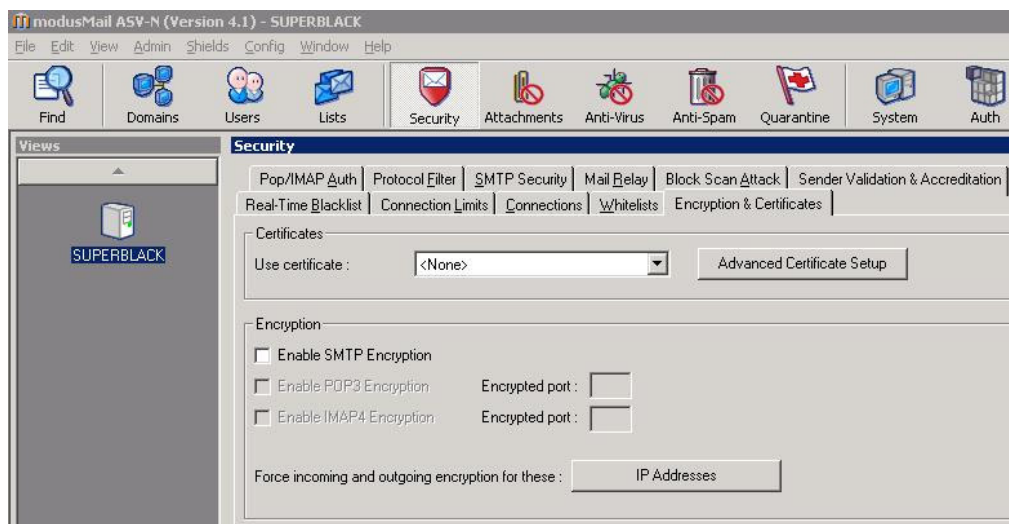 modusMail ASV-N (Version 4.1) - SUPERBLACK
File Edit View Admin Shields Config Window Help
Find Domains Users Lists Security Attachments Anti-Virus Anti-Spam Quarantine System Auth
Views
Security
Pop/IMAP Auth Protocol Filter SMTP Security Mail Relay Block Scan Attack Sender Validation & Accreditation
Real-Time Blacklist Connection Limits Connections Whitelists Encryption & Certificates
SUPERBLACK
Certificates
Use certificate : <None> Advanced Certificate Setup
Encryption
Enable SMTP Encryption
Enable POP3 Encryption Encrypted port :
Enable IMAP4 Encryption Encrypted port :
Force incoming and outgoing encryption for these : IP Addresses